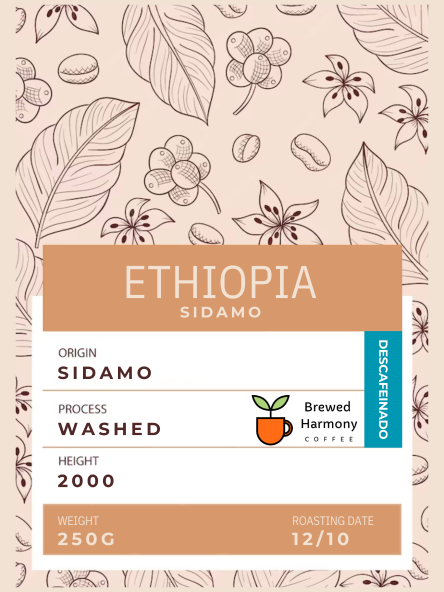 ETHIOPIA
SIDAMO
ORIGIN
SIDAMO
PROCESS
WASHED
HEIGHT
2000
Brewed
Harmony
COFFEE
DESCAFEINADO
WEIGHT
250G
ROASTING DATE
12/10